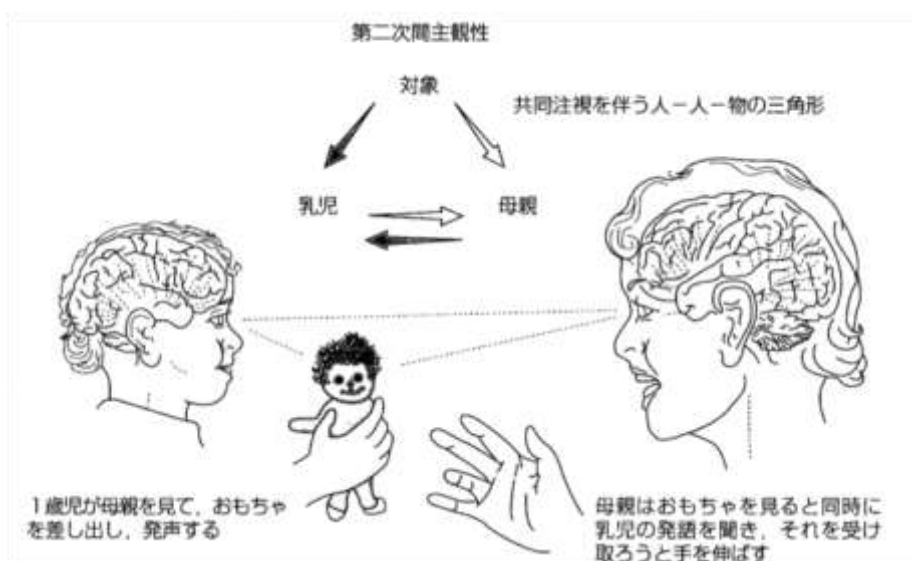 第二次間主観性
対象
共同注視を伴う人－人－物の三角形
乳児
母親
1歳児が母親を見て，おもちゃ
を差し出し，発声する
母親はおもちゃを見ると同時に
乳児の発語を聞き，それを受け
取ろうと手を伸ばす